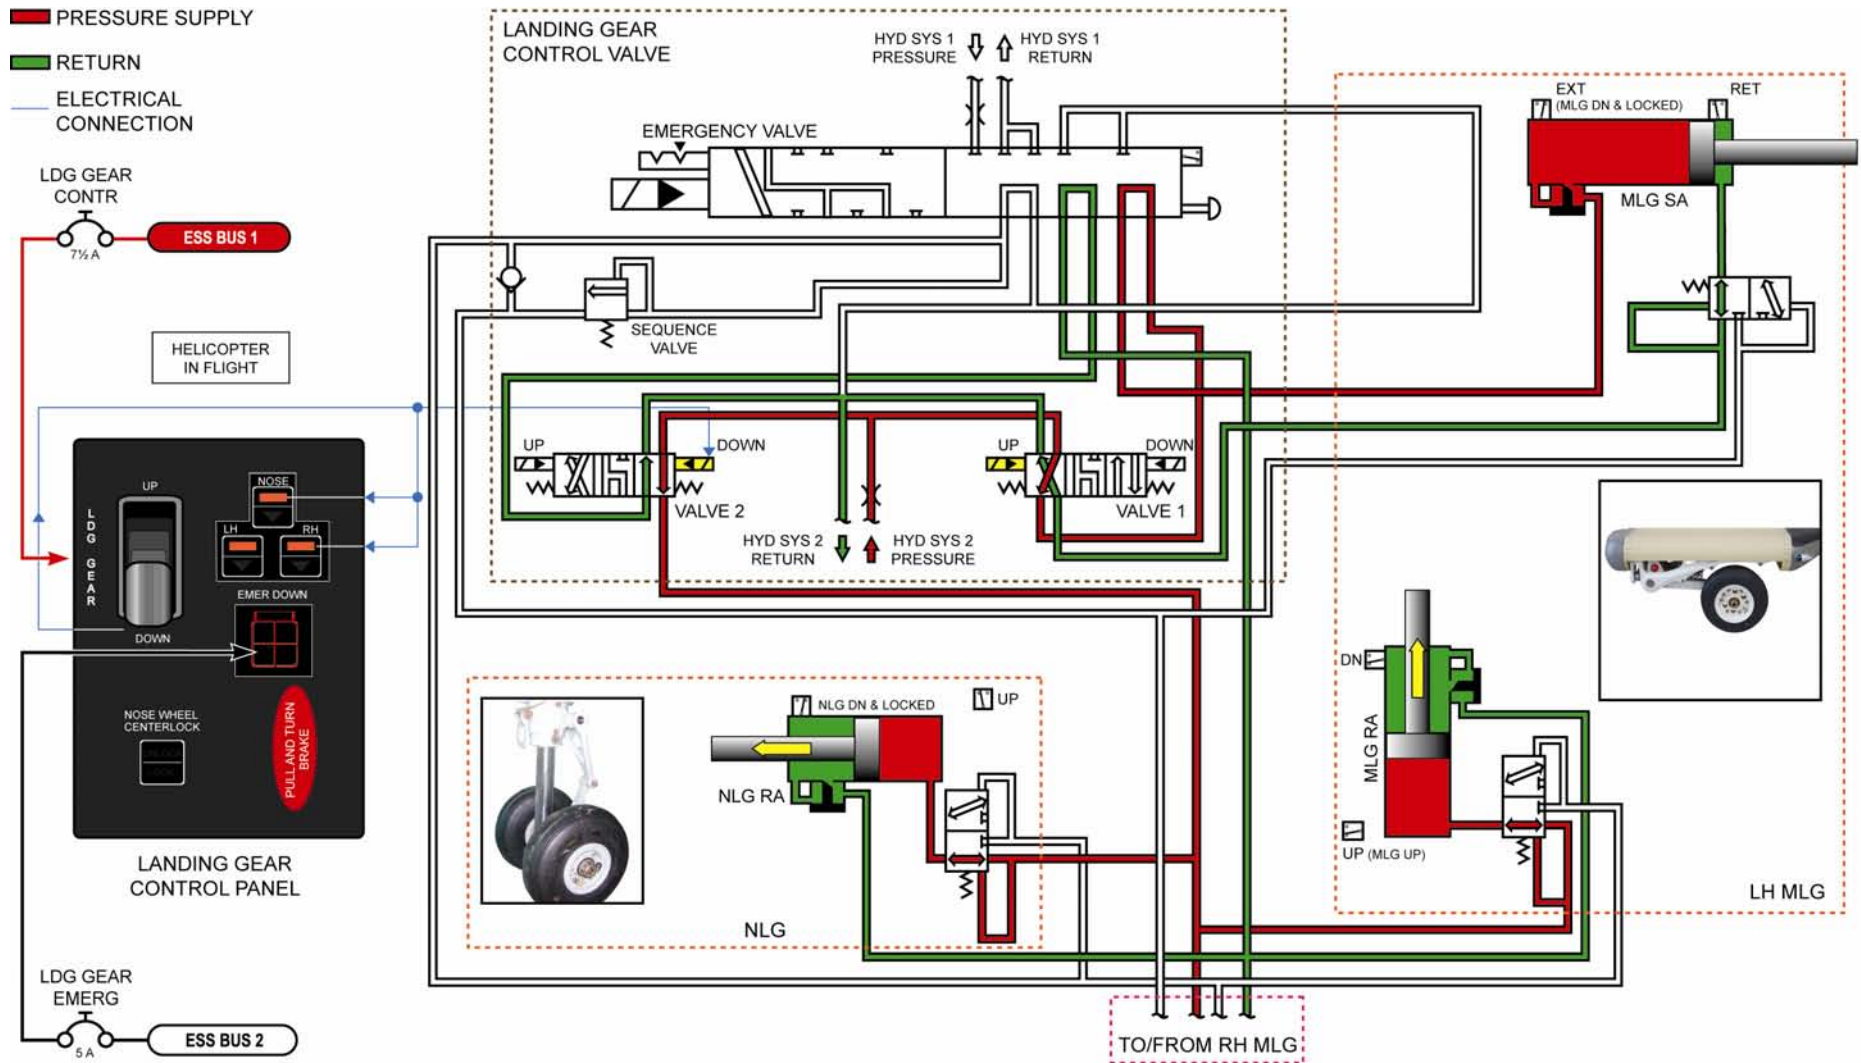 PRESSURE SUPPLY
RETURN
ELECTRICAL
CONNECTION
LDG GEAR
CONTR
7½ A
ESS BUS 1
HELICOPTER
IN FLIGHT
UP
LDG GEAR
DOWN
NOSE
LH
RH
EMER DOWN
NOSE WHEEL
CENTERLOCK
PULL AND TURN
BRAKE
LANDING GEAR
CONTROL PANEL
LDG GEAR
EMERG
5 A
ESS BUS 2
LANDING GEAR
CONTROL VALVE
HYD SYS 1
PRESSURE
HYD SYS 1
RETURN
EMERGENCY VALVE
SEQUENCE
VALVE
UP
DOWN
VALVE 2
UP
DOWN
VALVE 1
HYD SYS 2
RETURN
HYD SYS 2
PRESSURE
NLG DN & LOCKED
UP
NLG RA
NLG
EXT
(MLG DN & LOCKED)
RET
MLG SA
DN
MLG RA
UP (MLG UP)
LH MLG
TO/FROM RH MLG